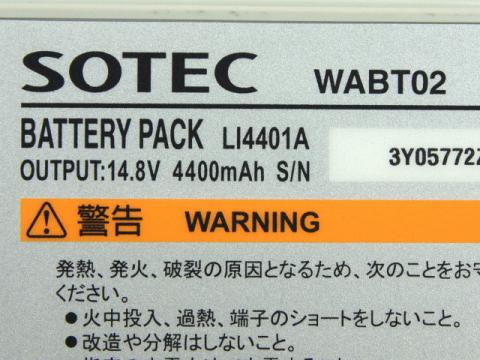 SOTEC WABT02
BATTERY PACK LI4401A
OUTPUT:14.8V 4400mAh S/N 3Y05772
警告 WARNING
発熱、発火、破裂の原因となるため、次のことをお守
ください。
●火中投入、過熱、端子のショートをしないこと。
●改造や分解はしないこと。